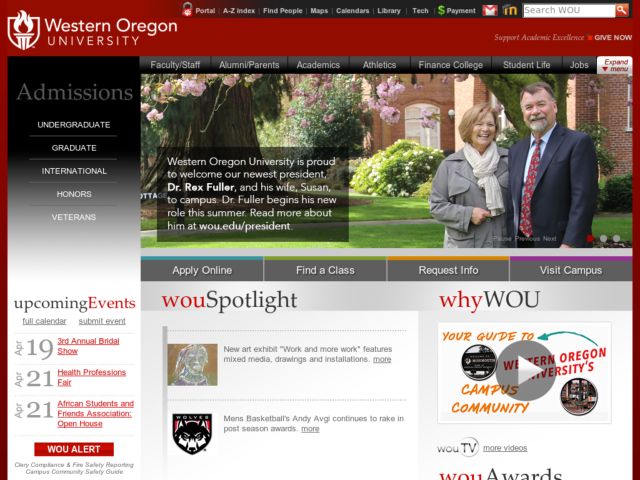 Portal | A-Z index | Find People | Maps | Calendars | Library | Tech | $ Payment
Search WOU
Western Oregon
UNIVERSITY
Support Academic Excellence GIVE NOW
Faculty/Staff Alumni/Parents Academics Athletics Finance College Student Life Jobs
Expand
menu
Admissions
UNDERGRADUATE
GRADUATE
INTERNATIONAL
HONORS
VETERANS
Western Oregon University is proud
to welcome our newest president,
Dr. Rex Fuller, and his wife, Susan,
to campus. Dr. Fuller begins his new
role this summer. Read more about
him at wou.edu/president.
OTTAGE
Pause Previous Next
Apply Online Find a Class Request Info Visit Campus
upcomingEvents
full calendar submit event
Apr 19 3rd Annual Bridal
Show
Apr 21 Health Professions
Fair
Apr 21 African Students and
Friends Association:
Open House
WOU ALERT
Clery Compliance & Fire Safety Reporting
Campus Community Safety Guide
wouSpotlight
New art exhibit "Work and more work" features
mixed media, drawings and installations. more
WOLVES
Mens Basketball's Andy Avgi continues to rake in
post season awards. more
whyWOU
YOUR GUIDE TO
WESTERN OREGON
UNIVERSITY'S
CAMPUS
COMMUNITY
MONMOUTH
wouTV more videos
wouAwards